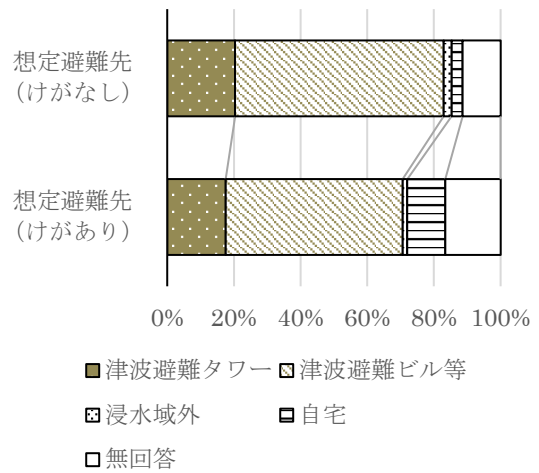 想定避難先
(けがなし)
想定避難先
(けがあり)
0% 20% 40% 60% 80% 100%
津波避難タワー 津波避難ビル等
浸水域外 自宅
無回答